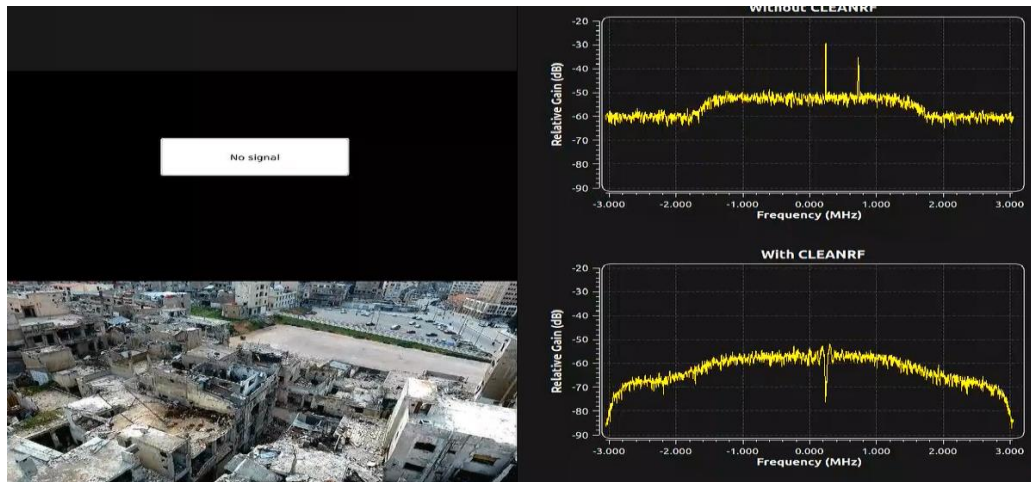 No signal
Without CLEANRF
Relative Gain (dB)
-20
-30
-40
-50
-60
-70
-80
-90
-3.000 -2.000 -1.000 0.000 1.000 2.000 3.000
Frequency (MHz)
With CLEANRF
Relative Gain (dB)
-20
-30
-40
-50
-60
-70
-80
-90
-3.000 -2.000 -1.000 0.000 1.000 2.000 3.000
Frequency (MHz)